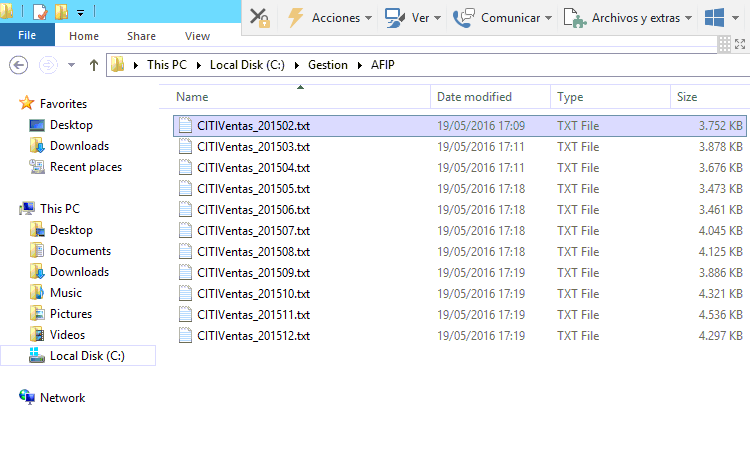 Acciones Ver Comunicar Archivos y extras
File Home Share View
This PC Local Disk (C:) Gestion AFIP
Name Date modified Type Size
Favorites
Desktop
Downloads
Recent places
This PC
Desktop
Documents
Downloads
Music
Pictures
Videos
Local Disk (C:)
Network
CITIVentas_201502.txt 19/05/2016 17:09 TXT File 3.752 KB
CITIVentas_201503.txt 19/05/2016 17:11 TXT File 3.878 KB
CITIVentas_201504.txt 19/05/2016 17:11 TXT File 3.676 KB
CITIVentas_201505.txt 19/05/2016 17:18 TXT File 3.473 KB
CITIVentas_201506.txt 19/05/2016 17:18 TXT File 3.461 KB
CITIVentas_201507.txt 19/05/2016 17:18 TXT File 4.045 KB
CITIVentas_201508.txt 19/05/2016 17:18 TXT File 4.125 KB
CITIVentas_201509.txt 19/05/2016 17:19 TXT File 3.886 KB
CITIVentas_201510.txt 19/05/2016 17:19 TXT File 4.321 KB
CITIVentas_201511.txt 19/05/2016 17:19 TXT File 4.536 KB
CITIVentas_201512.txt 19/05/2016 17:19 TXT File 4.297 KB